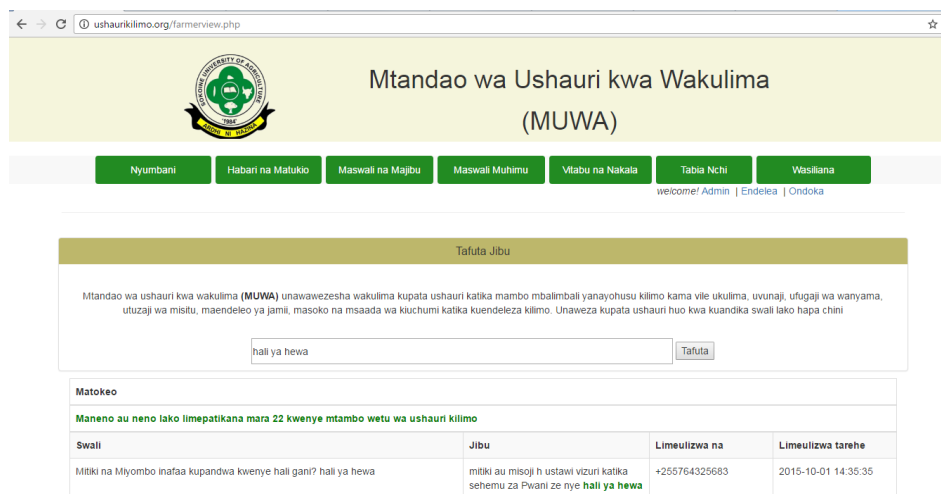 ushaurikilimo.org/farmerview.php
SOKOINE UNIVERSITY OF AGRICULTURE
1984
AROHI NI HAZINA
Mtandao wa Ushauri kwa Wakulima
(MUWA)
Nyumbani Habari na Matukio Maswali na Majibu Maswali Muhimu Vitabu na Nakala Tabia Nchi Wasiliana
welcome! Admin | Endelea | Ondoka
Tafuta Jibu
Mtandao wa ushauri kwa wakulima (MUWA) unawawezesha wakulima kupata ushauri katika mambo mbalimbali yanayohusu kilimo kama vile ukulima, uvunaji, ufugaji wa wanyama,
utuzaji wa misitu, maendeleo ya jamii, masoko na msaada wa kiuchumi katika kuendeleza kilimo. Unaweza kupata ushauri huo kwa kuandika swali lako hapa chini
hali ya hewa Tafuta
Matokeo
Maneno au neno lako limepatikana mara 22 kwenye mtambo wetu wa ushauri kilimo
Swali Jibu Limeulizwa na Limeulizwa tarehe
Mitiki na Miyombo inafaa kupandwa kwenye hali gani? hali ya hewa mitiki au misoji h ustawi vizuri katika +255764325683 2015-10-01 14:35:35
sehemu za Pwani ze nye hali ya hewa